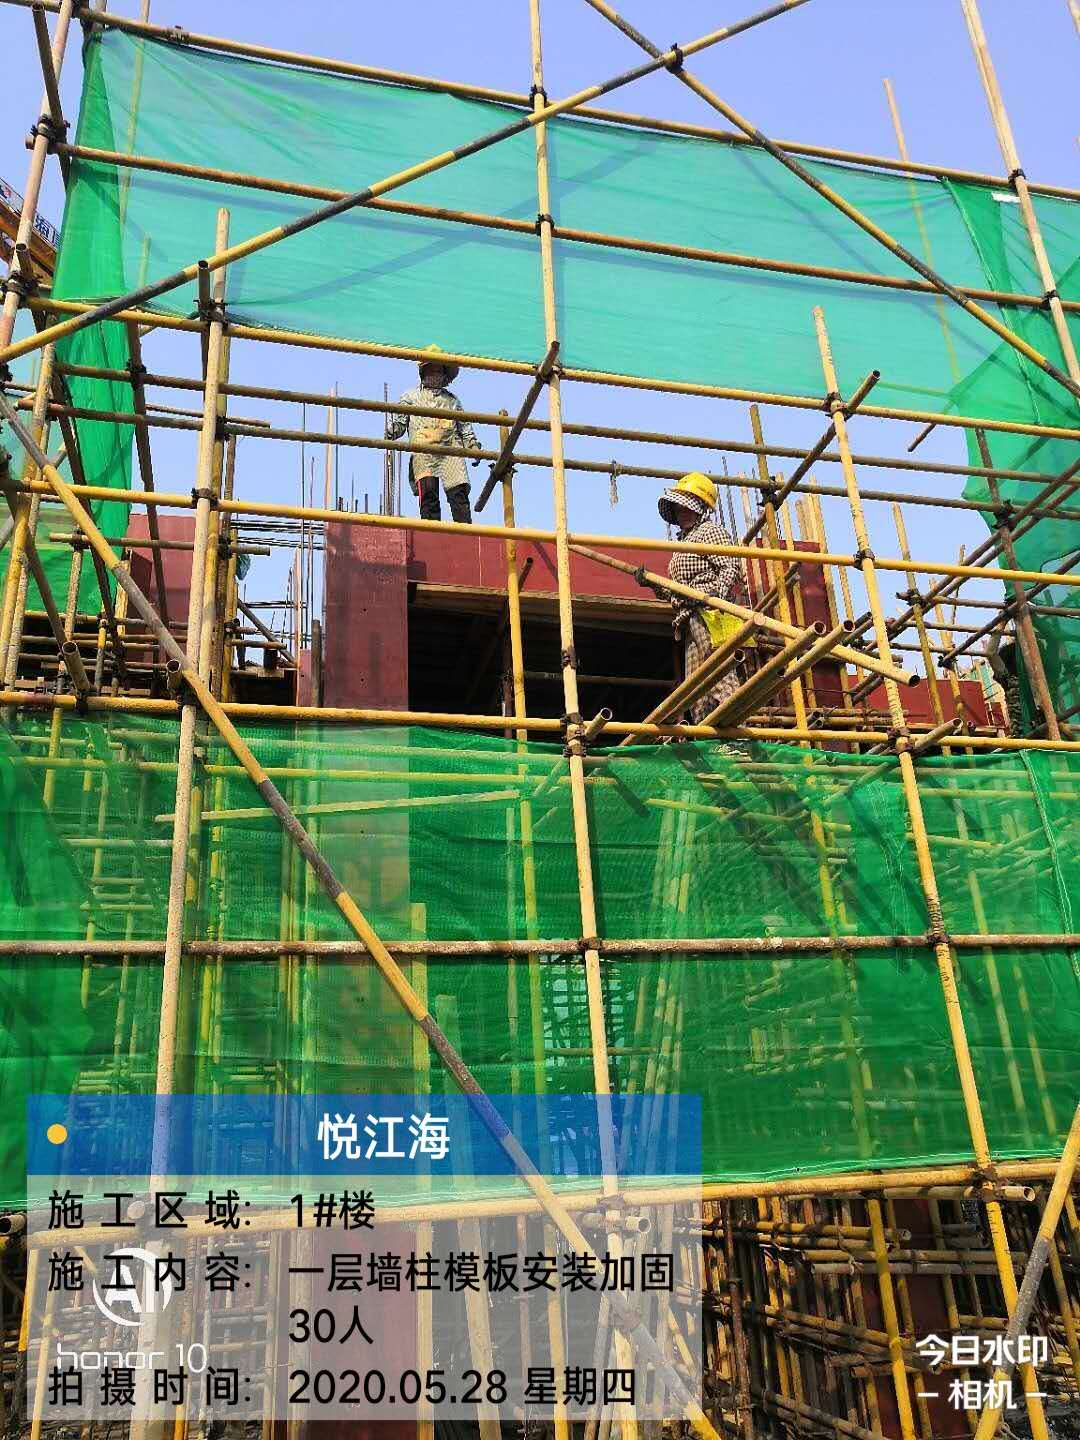 悦江海
施工区域: 1#楼
施工内容: 一层墙柱模板安装加固
30人
拍摄时间: 2020.05.28 星期四
AI
honor 10
今日水印
- 相机 -